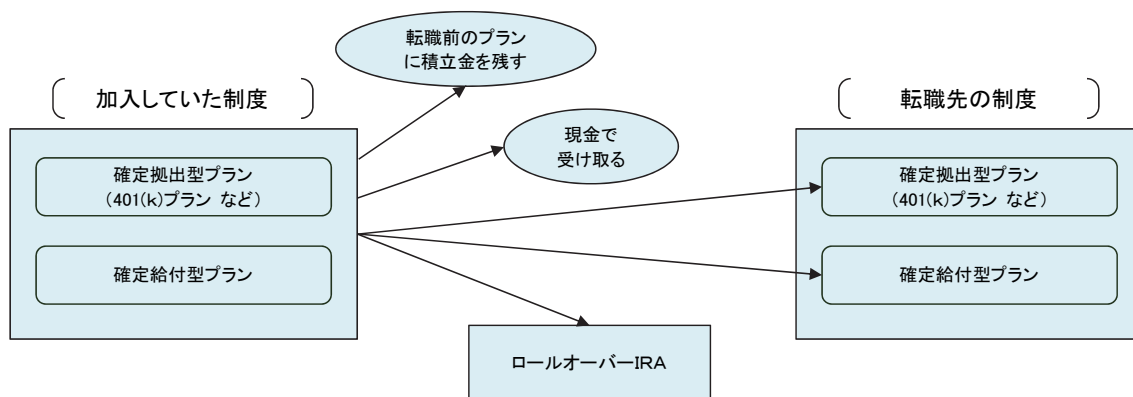 転職前のプラン
に積立金を残す
加入していた制度
転職先の制度
現金で
受け取る
確定拠出型プラン
（401(k)プラン など）
確定給付型プラン
確定拠出型プラン
（401(k)プラン など）
確定給付型プラン
ロールオーバーIRA